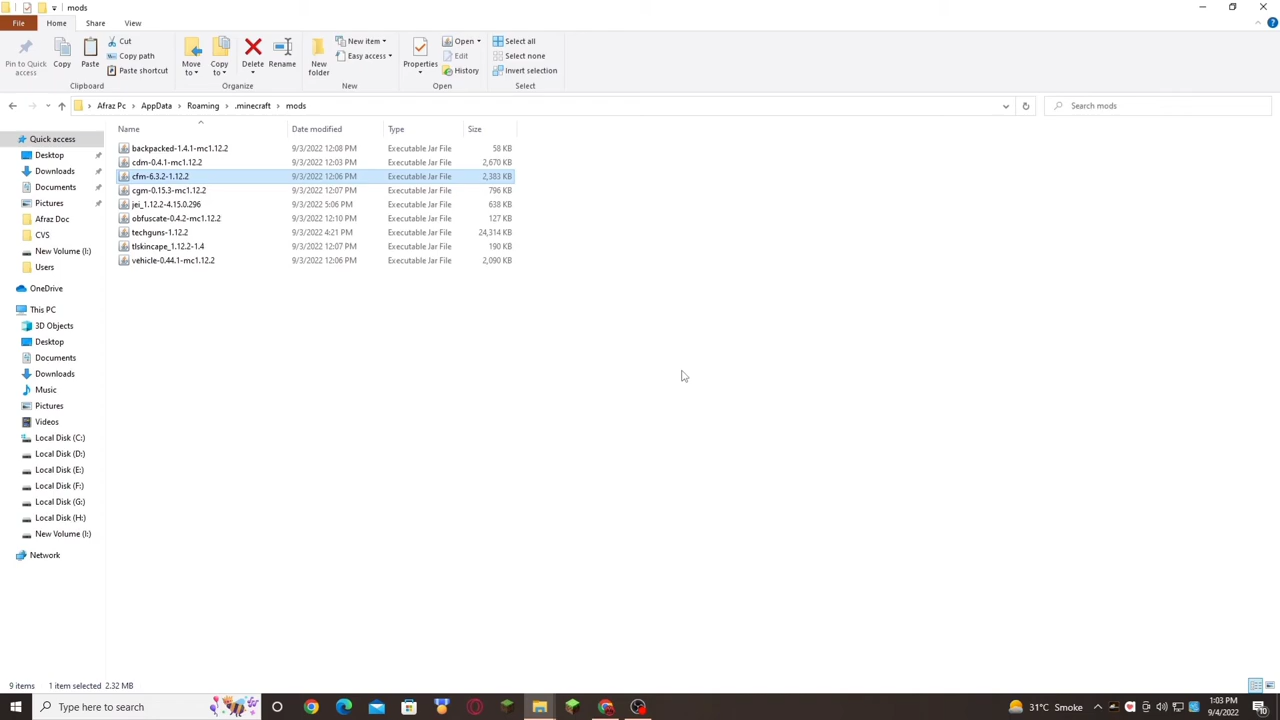 mods
File Home Share View
Pin to Quick access
Copy
Paste
Cut
Copy path
Paste shortcut
Move to
Copy to
Delete
Rename
New folder
New item
Easy access
Properties
Open
Edit
History
Select all
Select none
Invert selection
Clipboard Organize New Open Select
Afraz Pc > AppData > Roaming > .minecraft > mods
Search mods
Name Date modified Type Size
backpacked-1.4.1-mc1.12.2 9/3/2022 12:08 PM Executable Jar File 58 KB
cdm-0.4.1-mc1.12.2 9/3/2022 12:03 PM Executable Jar File 2,670 KB
cfm-6.3.2-1.12.2 9/3/2022 12:06 PM Executable Jar File 2,383 KB
cgm-0.15.3-mc1.12.2 9/3/2022 12:07 PM Executable Jar File 796 KB
jei_1.12.2-4.15.0.296 9/3/2022 5:06 PM Executable Jar File 638 KB
obfuscate-0.4.2-mc1.12.2 9/3/2022 12:10 PM Executable Jar File 127 KB
techguns-1.12.2 9/3/2022 4:21 PM Executable Jar File 24,314 KB
tlskincape_1.12.2-1.4 9/3/2022 12:07 PM Executable Jar File 190 KB
vehicle-0.44.1-mc1.12.2 9/3/2022 12:06 PM Executable Jar File 2,090 KB
Quick access
Desktop
Downloads
Documents
Pictures
Afraz Doc
CVS
New Volume (I:)
Users
OneDrive
This PC
3D Objects
Desktop
Documents
Downloads
Music
Pictures
Videos
Local Disk (C:)
Local Disk (D:)
Local Disk (E:)
Local Disk (F:)
Local Disk (G:)
Local Disk (H:)
New Volume (I:)
Network
9 items 1 item selected 2.32 MB
Type here to search
31°C Smoke
1:03 PM
9/4/2022
10